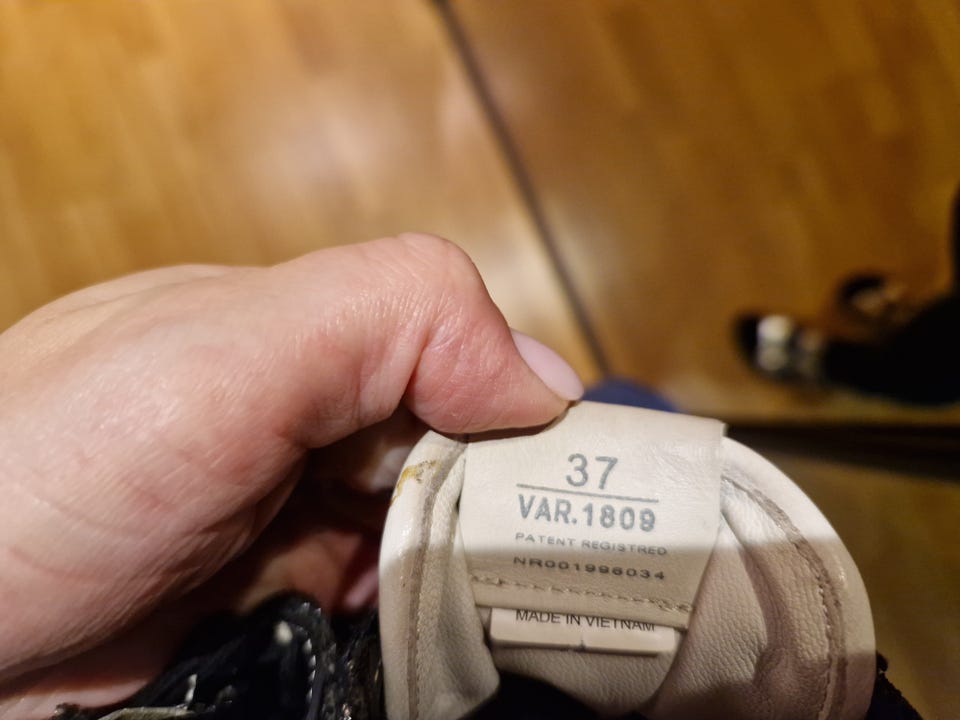 37
VAR.1809
PATENT REGISTRED
NR001996034
MADE IN VIETNAM